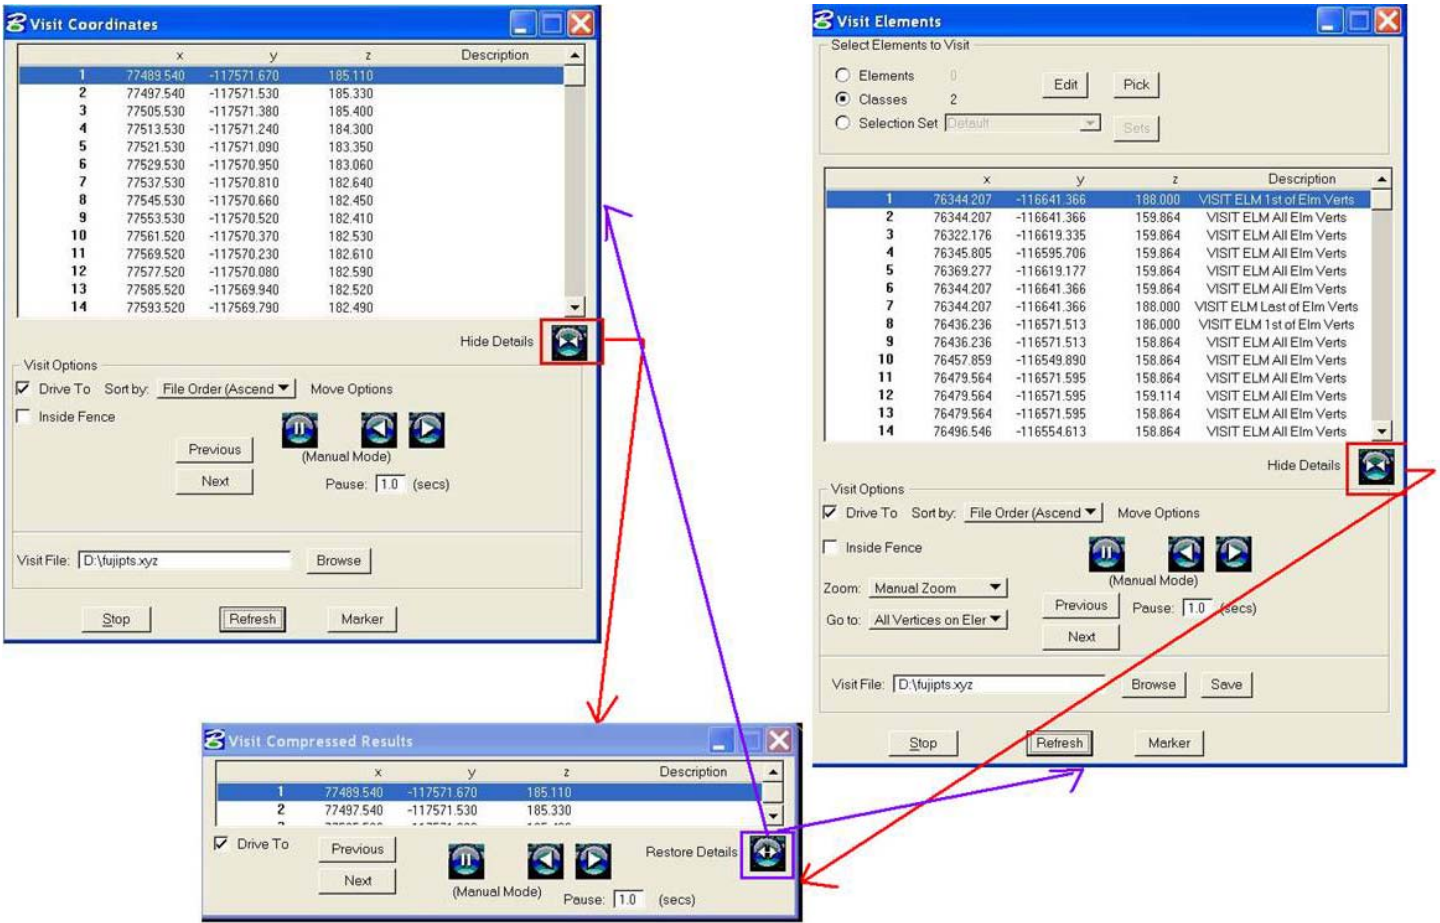 Visit Coordinates
x y z Description
1 77489.540 -117571.670 185.110
2 77497.540 -117571.530 185.330
3 77505.530 -117571.380 185.400
4 77513.530 -117571.240 184.300
5 77521.530 -117571.090 183.350
6 77529.530 -117570.950 183.060
7 77537.530 -117570.810 182.640
8 77545.530 -117570.660 182.450
9 77553.530 -117570.520 182.410
10 77561.520 -117570.370 182.530
11 77569.520 -117570.230 182.610
12 77577.520 -117570.080 182.590
13 77585.520 -117569.940 182.520
14 77593.520 -117569.790 182.490
Hide Details
Visit Options
Drive To Sort by: File Order (Ascend Move Options
Inside Fence
Previous
(Manual Mode)
Next Pause: 1.0 (secs)
Visit File: D:\fujipts.xyz Browse
Stop Refresh Marker
Visit Elements
Select Elements to Visit
Elements 0 Edit Pick
Classes 2
Selection Set Default Sets
x y z Description
1 76344.207 -116641.366 188.000 VISIT ELM 1st of Elm Verts
2 76344.207 -116641.366 159.864 VISIT ELM All Elm Verts
3 76322.176 -116619.335 159.864 VISIT ELM All Elm Verts
4 76345.805 -116595.706 159.864 VISIT ELM All Elm Verts
5 76369.277 -116619.177 159.864 VISIT ELM All Elm Verts
6 76344.207 -116641.366 159.864 VISIT ELM All Elm Verts
7 76344.207 -116641.366 188.000 VISIT ELM Last of Elm Verts
8 76436.236 -116571.513 186.000 VISIT ELM 1st of Elm Verts
9 76436.236 -116571.513 158.864 VISIT ELM All Elm Verts
10 76457.859 -116549.890 158.864 VISIT ELM All Elm Verts
11 76479.564 -116571.595 158.864 VISIT ELM All Elm Verts
12 76479.564 -116571.595 159.114 VISIT ELM All Elm Verts
13 76479.564 -116571.595 158.864 VISIT ELM All Elm Verts
14 76496.546 -116554.613 158.864 VISIT ELM All Elm Verts
Hide Details
Visit Options
Drive To Sort by: File Order (Ascend Move Options
Inside Fence
(Manual Mode)
Zoom: Manual Zoom
Previous Pause: 1.0 (secs)
Go to: All Vertices on Eler
Next
Visit File: D:\fujipts.xyz Browse Save
Stop Refresh Marker
Visit Compressed Results
x y z Description
1 77489.540 -117571.670 185.110
2 77497.540 -117571.530 185.330
Drive To Previous Restore Details
Next (Manual Mode) Pause: 1.0 (secs)